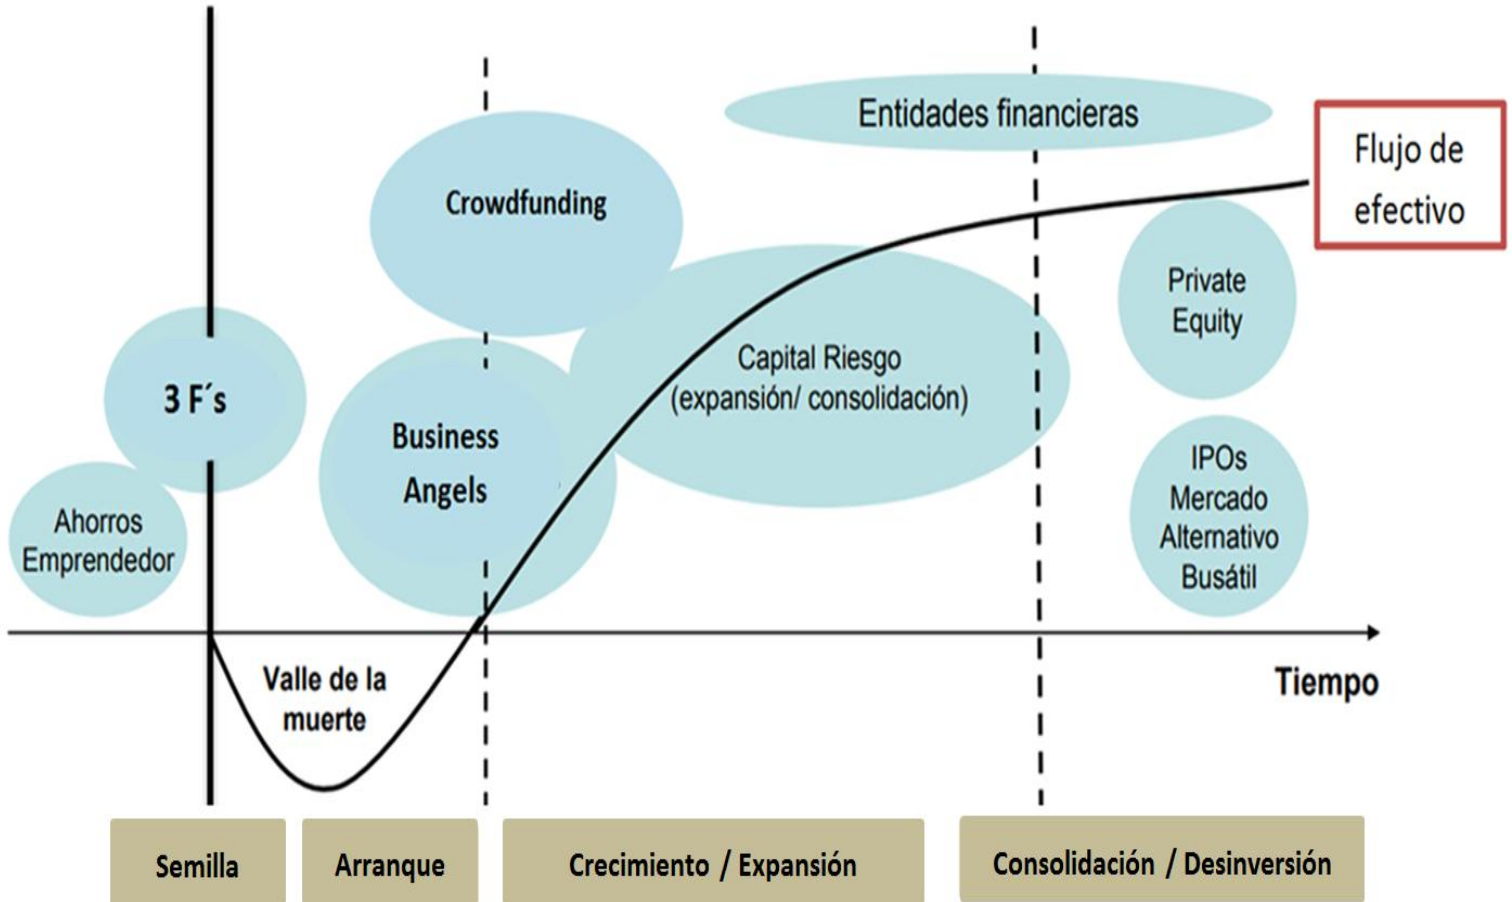 Entidades financieras
Flujo de
efectivo
Crowdfunding
Private
Equity
Capital Riesgo
(expansión/ consolidación)
3 F´s
Business
Angels
IPOs
Mercado
Alternativo
Busátil
Ahorros
Emprendedor
Valle de la
muerte
Tiempo
Semilla
Arranque
Crecimiento / Expansión
Consolidación / Desinversión